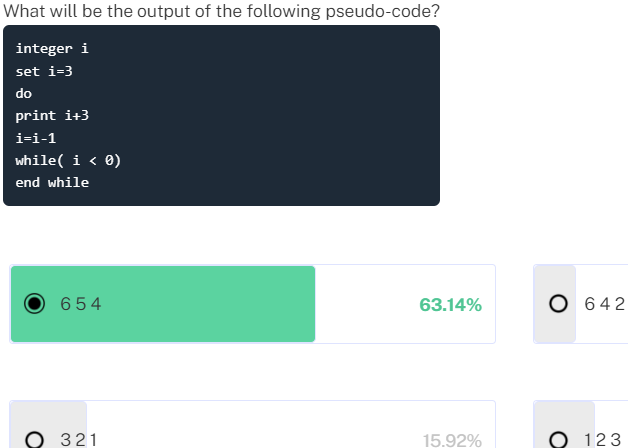 What will be the output of the following pseudo-code?
integer i
set i=3
do
print i+3
i=i-1
while( i < 0)
end while
6 5 4 63.14% 6 4 2
3 2 1 15.92% 1 2 3